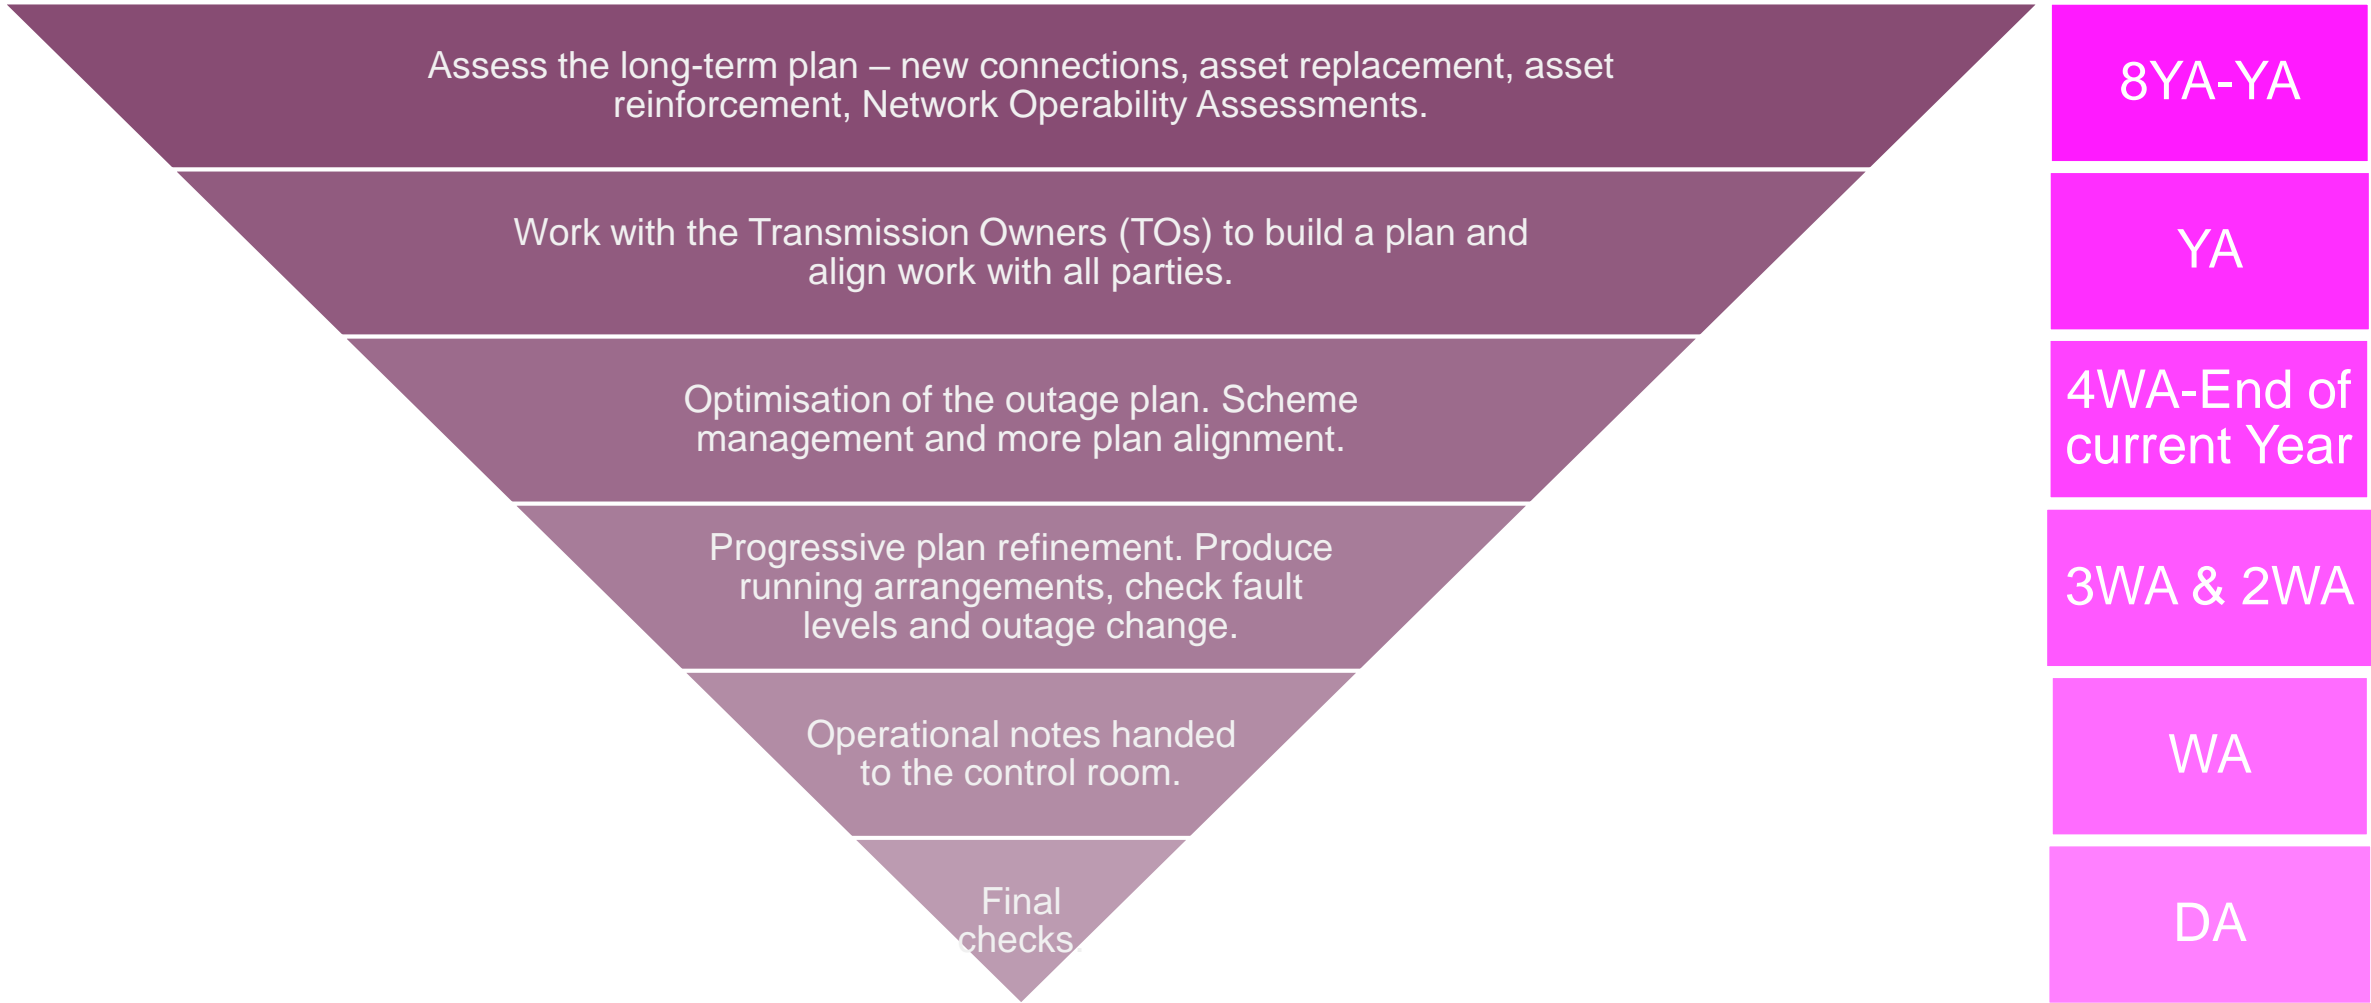 Assess the long-term plan – new connections, asset replacement, asset
reinforcement, Network Operability Assessments.
8YA-YA
Work with the Transmission Owners (TOs) to build a plan and
align work with all parties.
YA
Optimisation of the outage plan. Scheme
management and more plan alignment.
4WA-End of
current Year
Progressive plan refinement. Produce
running arrangements, check fault
levels and outage change.
3WA & 2WA
Operational notes handed
to the control room.
WA
Final
checks.
DA